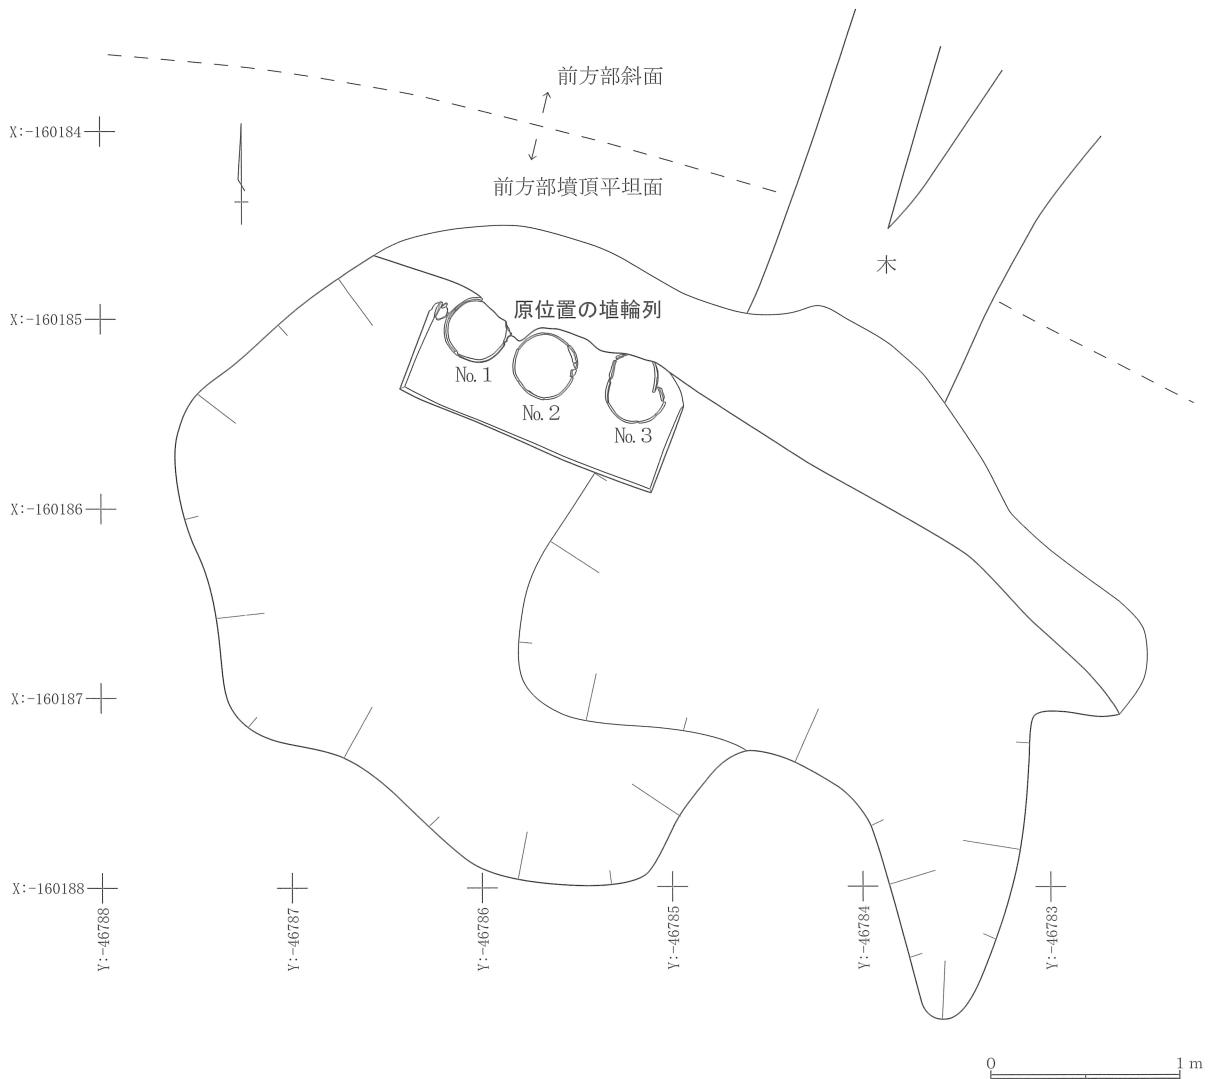 前方部斜面
X:-160184
前方部墳頂平坦面
木
X:-160185
原位置の埴輪列
No. 1
No. 2
No. 3
X:-160186
X:-160187
X:-160188
Y:-46788
Y:-46787
Y:-46786
Y:-46785
Y:-46784
Y:-46783
0 1 m